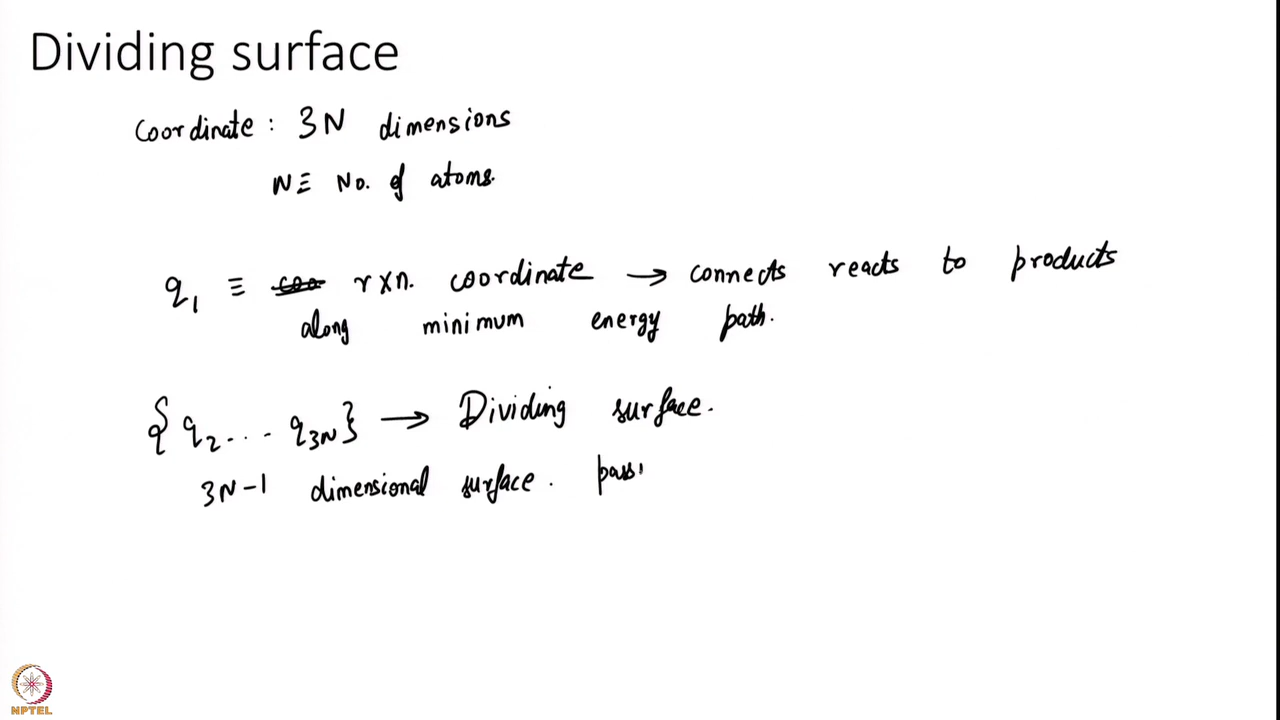 Dividing surface
Coordinate : 3N dimensions
N ≡ No. of atoms.
q₁ ≡ rxn. coordinate → connects reacts to products
along minimum energy path.
{q₂ ... q₃ₙ} → Dividing surface.
3N-1 dimensional surface. passi
NPTEL